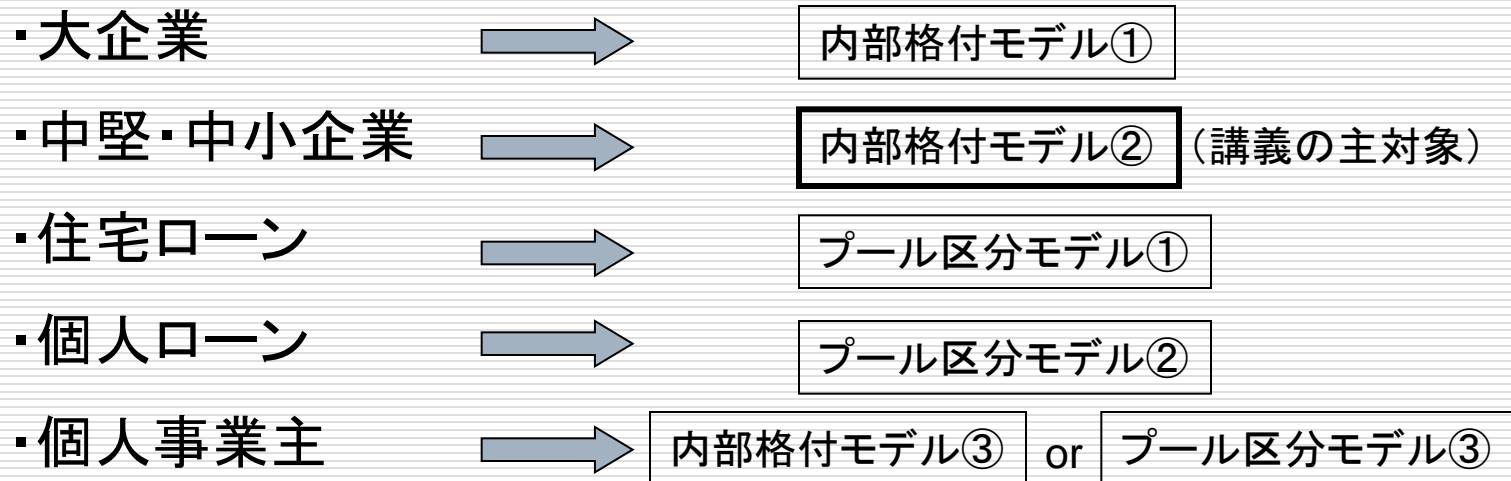 ・大企業 内部格付モデル①
・中堅・中小企業 内部格付モデル② (講義の主対象)
・住宅ローン プール区分モデル①
・個人ローン プール区分モデル②
・個人事業主 内部格付モデル③ or プール区分モデル③